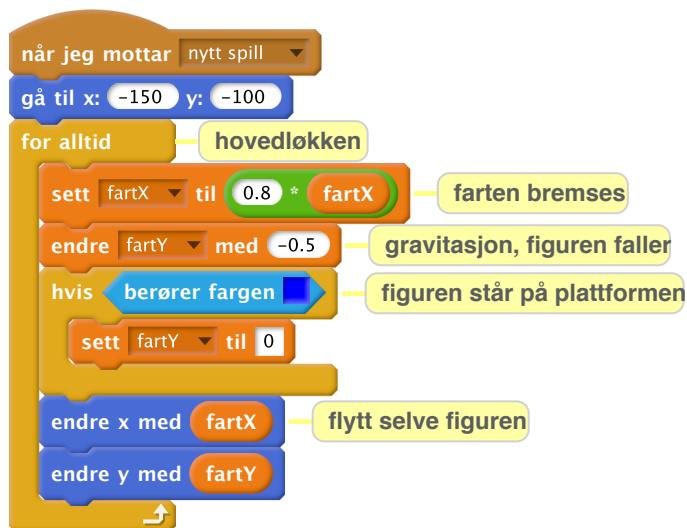 når jeg mottar nytt spill
gå til x: -150 y: -100
for alltid hovedløkken
sett fartX til 0.8 * fartX farten bremses
endre fartY med -0.5 gravitasjon, figuren faller
hvis berører fargen figuren står på plattformen
sett fartY til 0
endre x med fartX flytt selve figuren
endre y med fartY